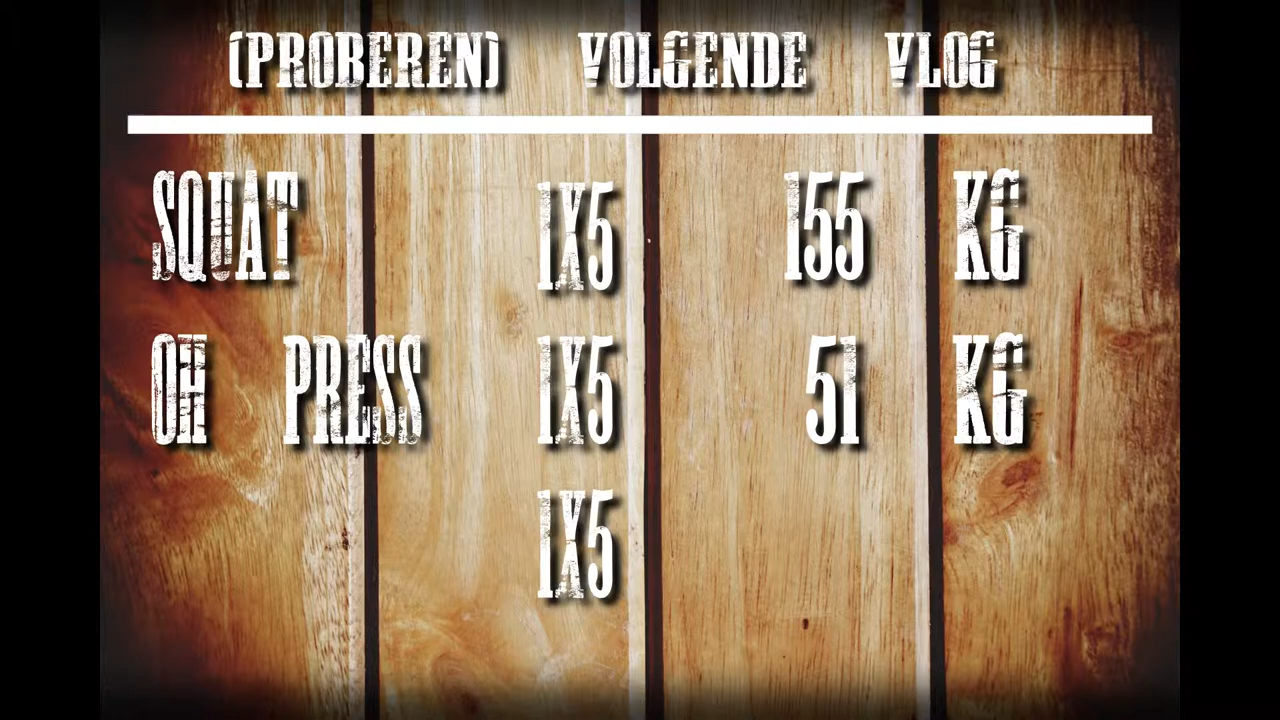 (PROBEREN) VOLGENDE VLOG
SQUAT 1X5 155 KG
OH PRESS 1X5 51 KG
1X5